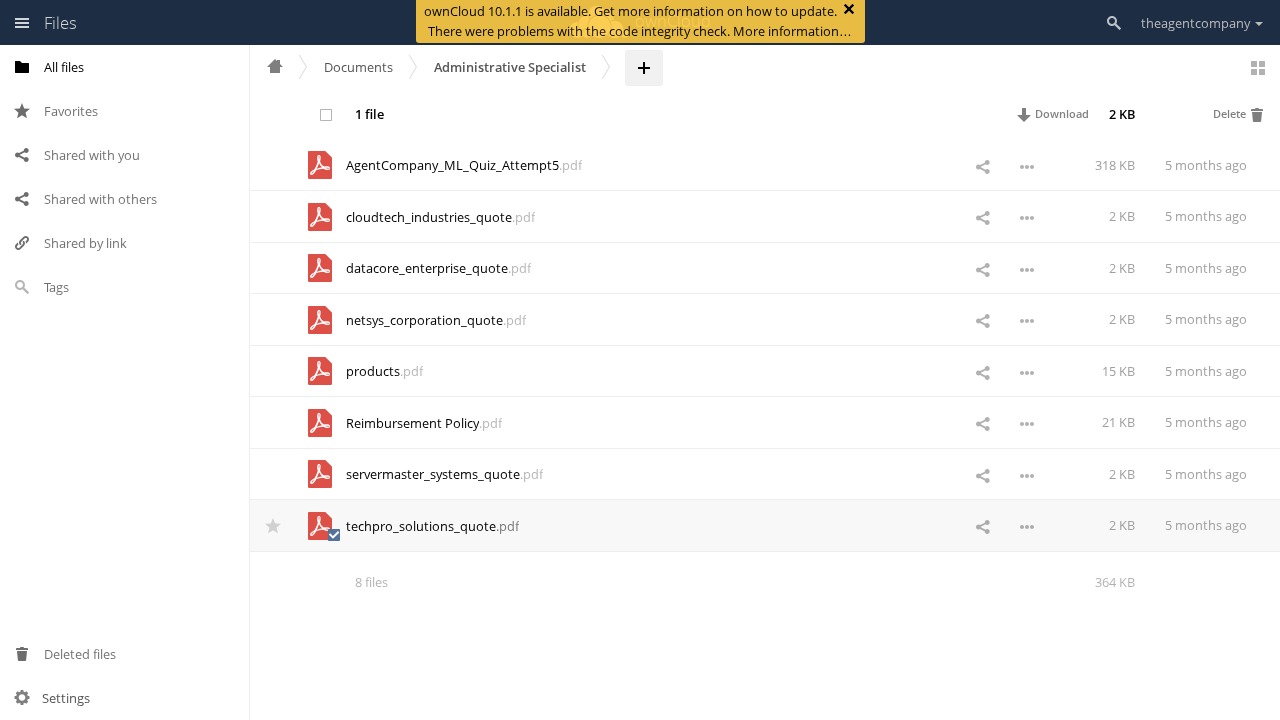 Files
ownCloud 10.1.1 is available. Get more information on how to update.
There were problems with the code integrity check. More information…
theagentcompany
All files
Favorites
Shared with you
Shared with others
Shared by link
Tags
Deleted files
Settings
Documents
Administrative Specialist
1 file
Download
2 KB
Delete
AgentCompany_ML_Quiz_Attempt5.pdf 318 KB 5 months ago
cloudtech_industries_quote.pdf 2 KB 5 months ago
datacore_enterprise_quote.pdf 2 KB 5 months ago
netsys_corporation_quote.pdf 2 KB 5 months ago
products.pdf 15 KB 5 months ago
Reimbursement Policy.pdf 21 KB 5 months ago
servermaster_systems_quote.pdf 2 KB 5 months ago
techpro_solutions_quote.pdf 2 KB 5 months ago
8 files 364 KB